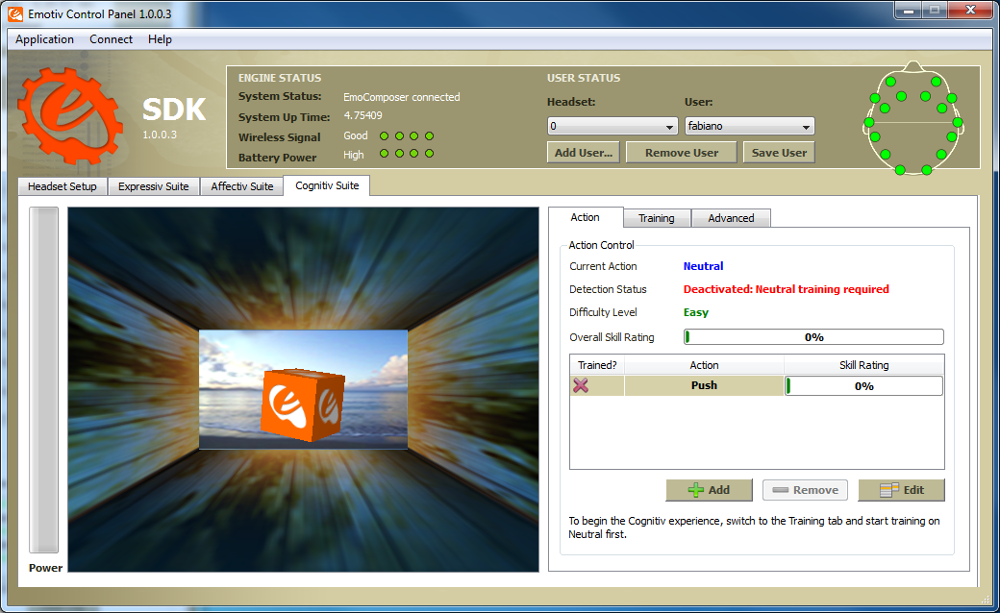 Emotiv Control Panel 1.0.0.3
Application Connect Help
SDK
1.0.0.3
ENGINE STATUS
System Status: EmoComposer connected
System Up Time: 4.75409
Wireless Signal Good
Battery Power High
USER STATUS
Headset: User:
0 fabiano
Add User... Remove User Save User
Headset Setup Expressiv Suite Affectiv Suite Cognitiv Suite
Power
Action Training Advanced
Action Control
Current Action Neutral
Detection Status Deactivated: Neutral training required
Difficulty Level Easy
Overall Skill Rating 0%
Trained? Action Skill Rating
Push 0%
Add Remove Edit
To begin the Cognitiv experience, switch to the Training tab and start training on
Neutral first.